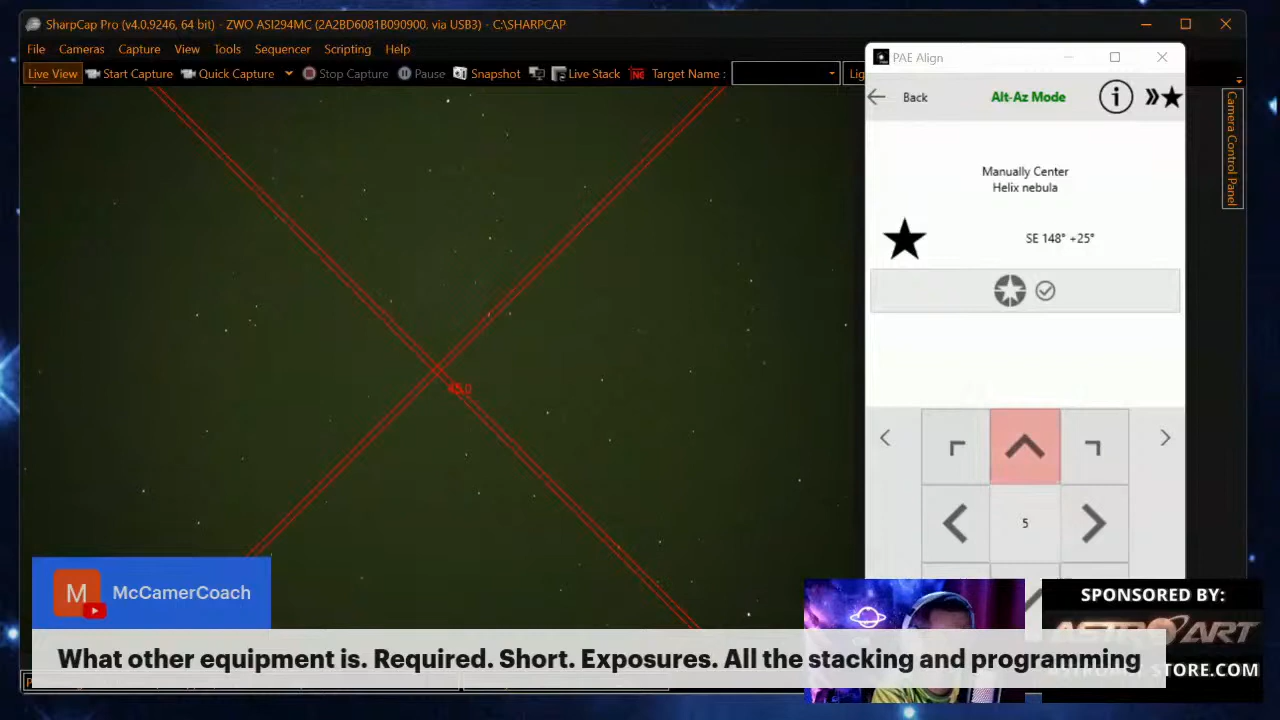 SharpCap Pro (v4.0.9246, 64 bit) - ZWO ASI294MC (2A2BD6081B090900, via USB3) - C:\SHARPCAP
File Cameras Capture View Tools Sequencer Scripting Help
Live View Start Capture Quick Capture Stop Capture Pause Snapshot Live Stack Target Name :
PAE Align
Back Alt-Az Mode
Manually Center
Helix nebula
SE 148° +25°
5
Camera Control Panel
45.0
M McCamerCoach
What other equipment is. Required. Short. Exposures. All the stacking and programming
SPONSORED BY: